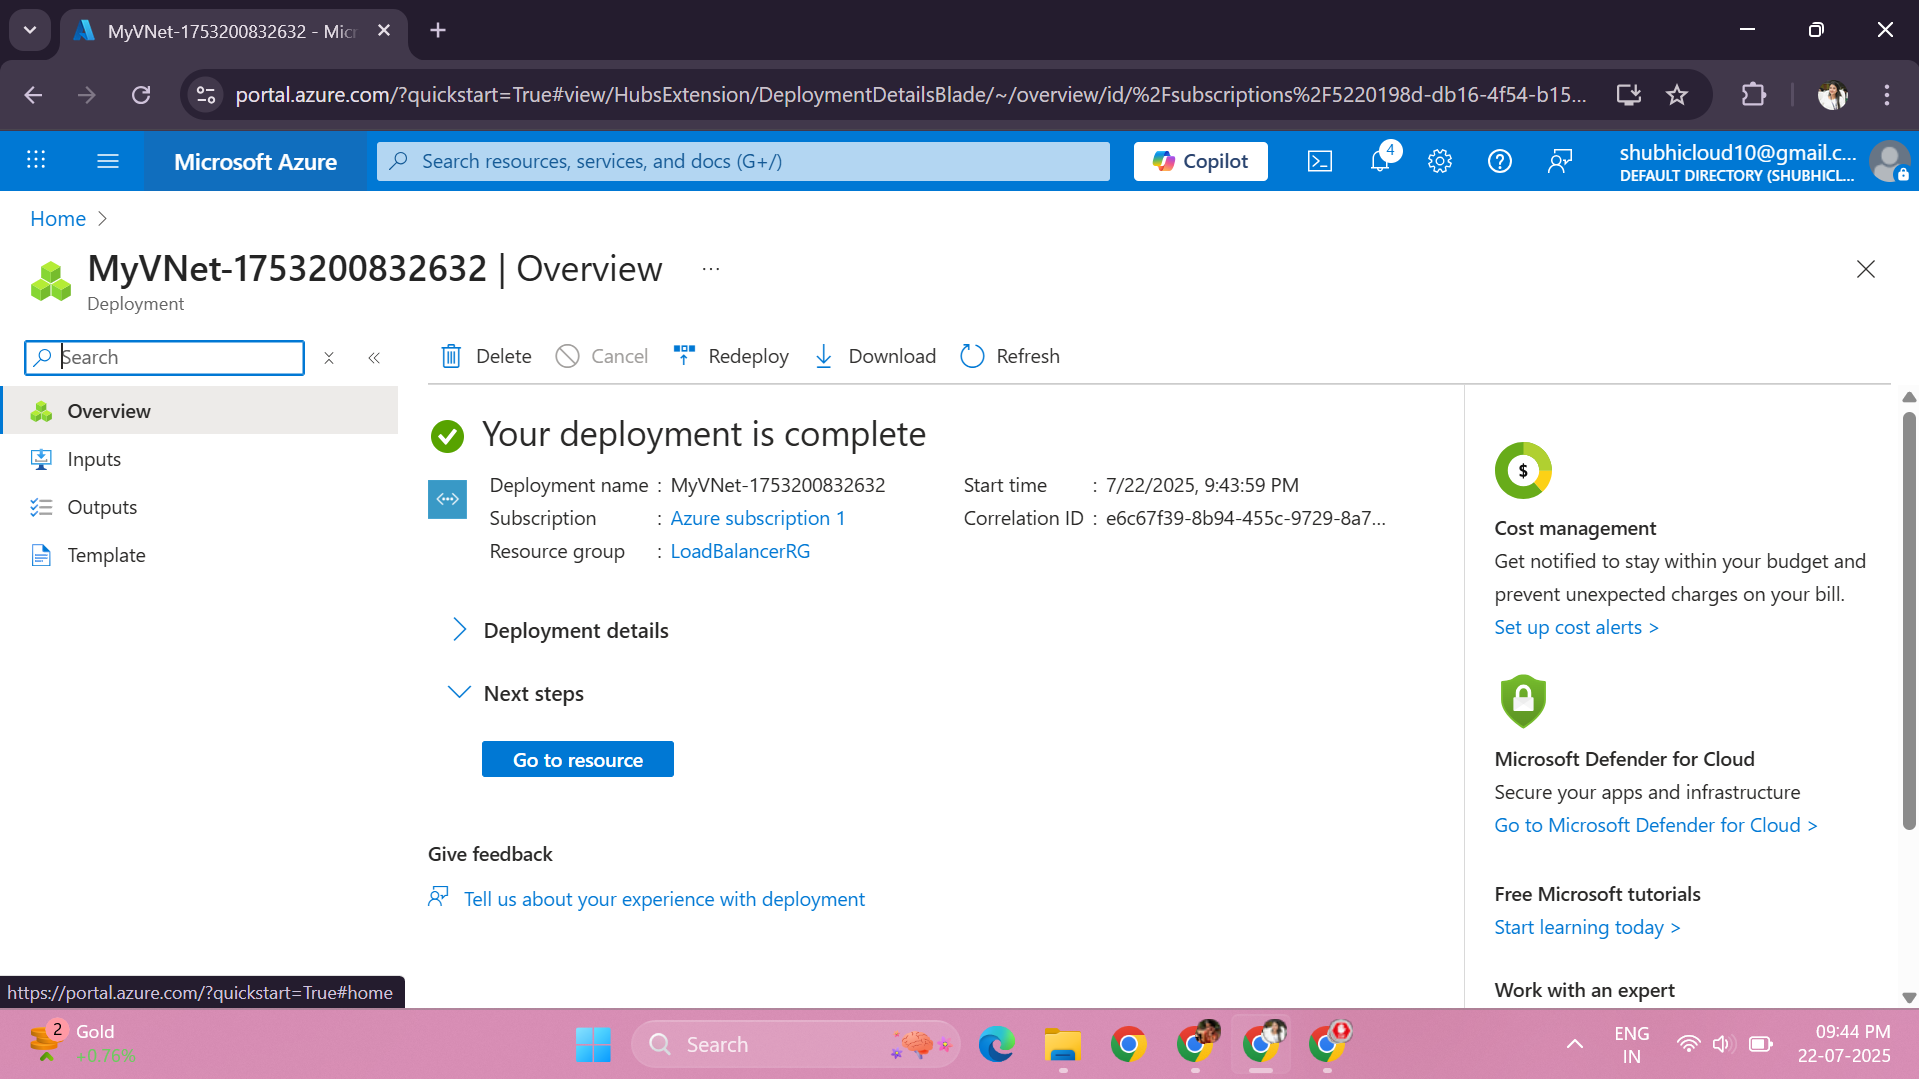 MyVNet-1753200832632 - Micr
portal.azure.com/?quickstart=True#view/HubsExtension/DeploymentDetailsBlade/~/overview/id/%2Fsubscriptions%2F5220198d-db16-4f54-b15...
Microsoft Azure
Search resources, services, and docs (G+/)
Copilot
4
shubhicloud10@gmail.c...
DEFAULT DIRECTORY (SHUBHICL...
Home
MyVNet-1753200832632 | Overview
...
Deployment
Search
Delete
Cancel
Redeploy
Download
Refresh
Overview
Inputs
Outputs
Template
Your deployment is complete
Deployment name : MyVNet-1753200832632
Subscription : Azure subscription 1
Resource group : LoadBalancerRG
Start time : 7/22/2025, 9:43:59 PM
Correlation ID : e6c67f39-8b94-455c-9729-8a7...
Deployment details
Next steps
Go to resource
Give feedback
Tell us about your experience with deployment
$
Cost management
Get notified to stay within your budget and
prevent unexpected charges on your bill.
Set up cost alerts >
Microsoft Defender for Cloud
Secure your apps and infrastructure
Go to Microsoft Defender for Cloud >
Free Microsoft tutorials
Start learning today >
Work with an expert
https://portal.azure.com/?quickstart=True#home
2
Gold
+0.76%
Search
ENG
IN
09:44 PM
22-07-2025